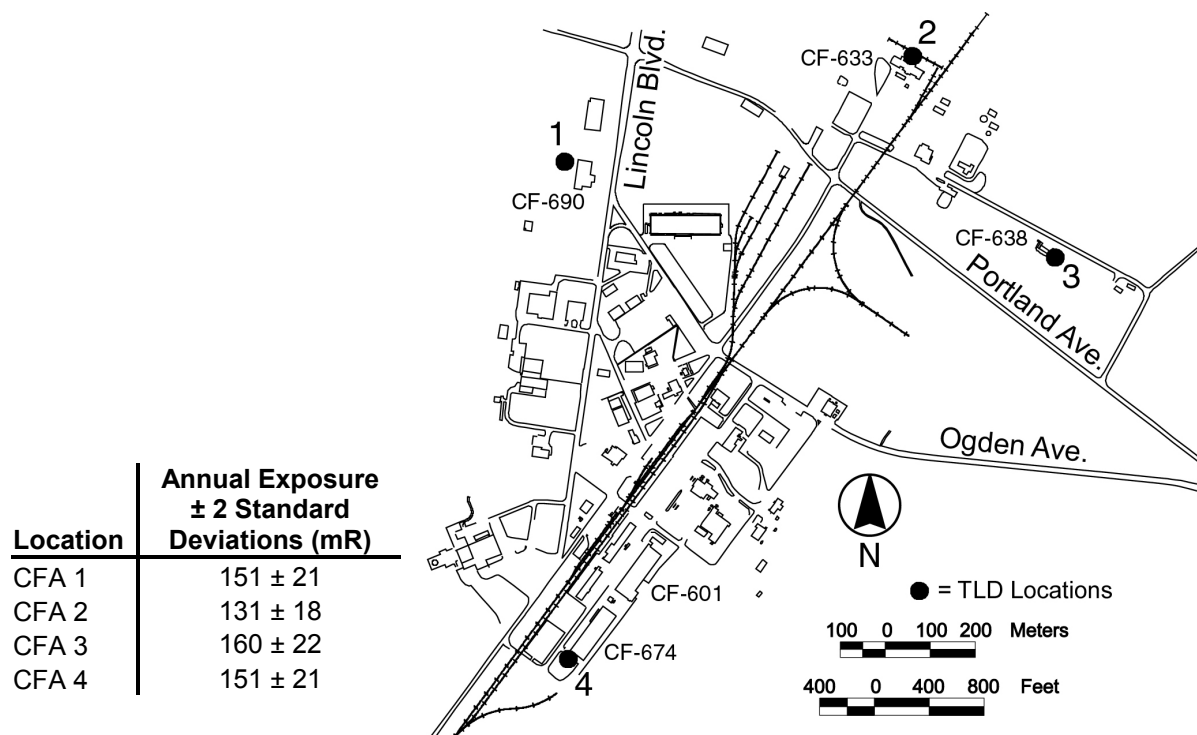 2
CF-633
Lincoln Blvd.
1
CF-690
CF-638
3
Portland Ave.
Ogden Ave.
N
= TLD Locations
CF-601
CF-674
4
100 0 100 200 Meters
400 0 400 800 Feet
Annual Exposure
± 2 Standard
Location Deviations (mR)
CFA 1 151 ± 21
CFA 2 131 ± 18
CFA 3 160 ± 22
CFA 4 151 ± 21